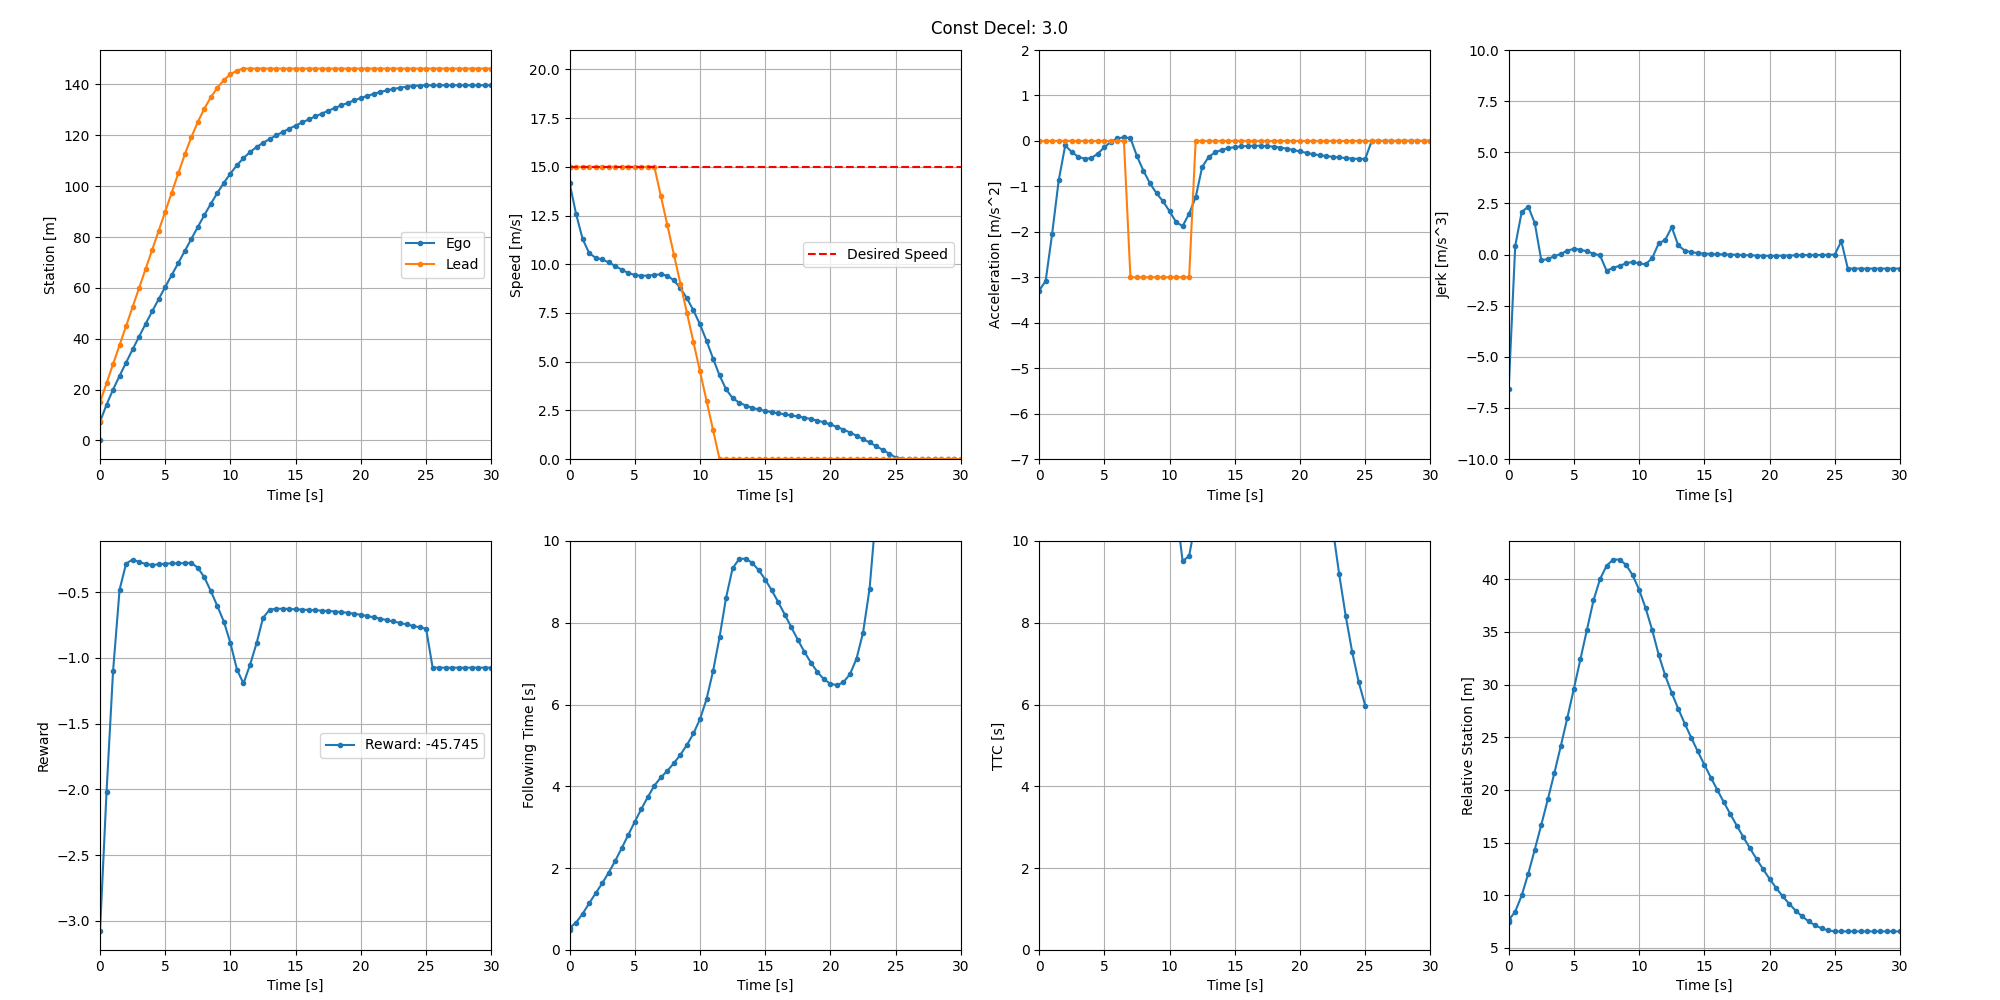 Const Decel: 3.0
140
120
100
80
60
40
20
0
Station [m]
Ego
Lead
0 5 10 15 20 25 30
Time [s]
20.0
17.5
15.0
12.5
10.0
7.5
5.0
2.5
0.0
Speed [m/s]
Desired Speed
0 5 10 15 20 25 30
Time [s]
2
1
0
−1
−2
−3
−4
−5
−6
−7
Acceleration [m/s^2]
0 5 10 15 20 25 30
Time [s]
10.0
7.5
5.0
2.5
0.0
−2.5
−5.0
−7.5
−10.0
Jerk [m/s^3]
0 5 10 15 20 25 30
Time [s]
−0.5
−1.0
−1.5
−2.0
−2.5
−3.0
Reward
Reward: -45.745
0 5 10 15 20 25 30
Time [s]
10
8
6
4
2
0
Following Time [s]
0 5 10 15 20 25 30
Time [s]
10
8
6
4
2
0
TTC [s]
0 5 10 15 20 25 30
Time [s]
40
35
30
25
20
15
10
5
Relative Station [m]
0 5 10 15 20 25 30
Time [s]